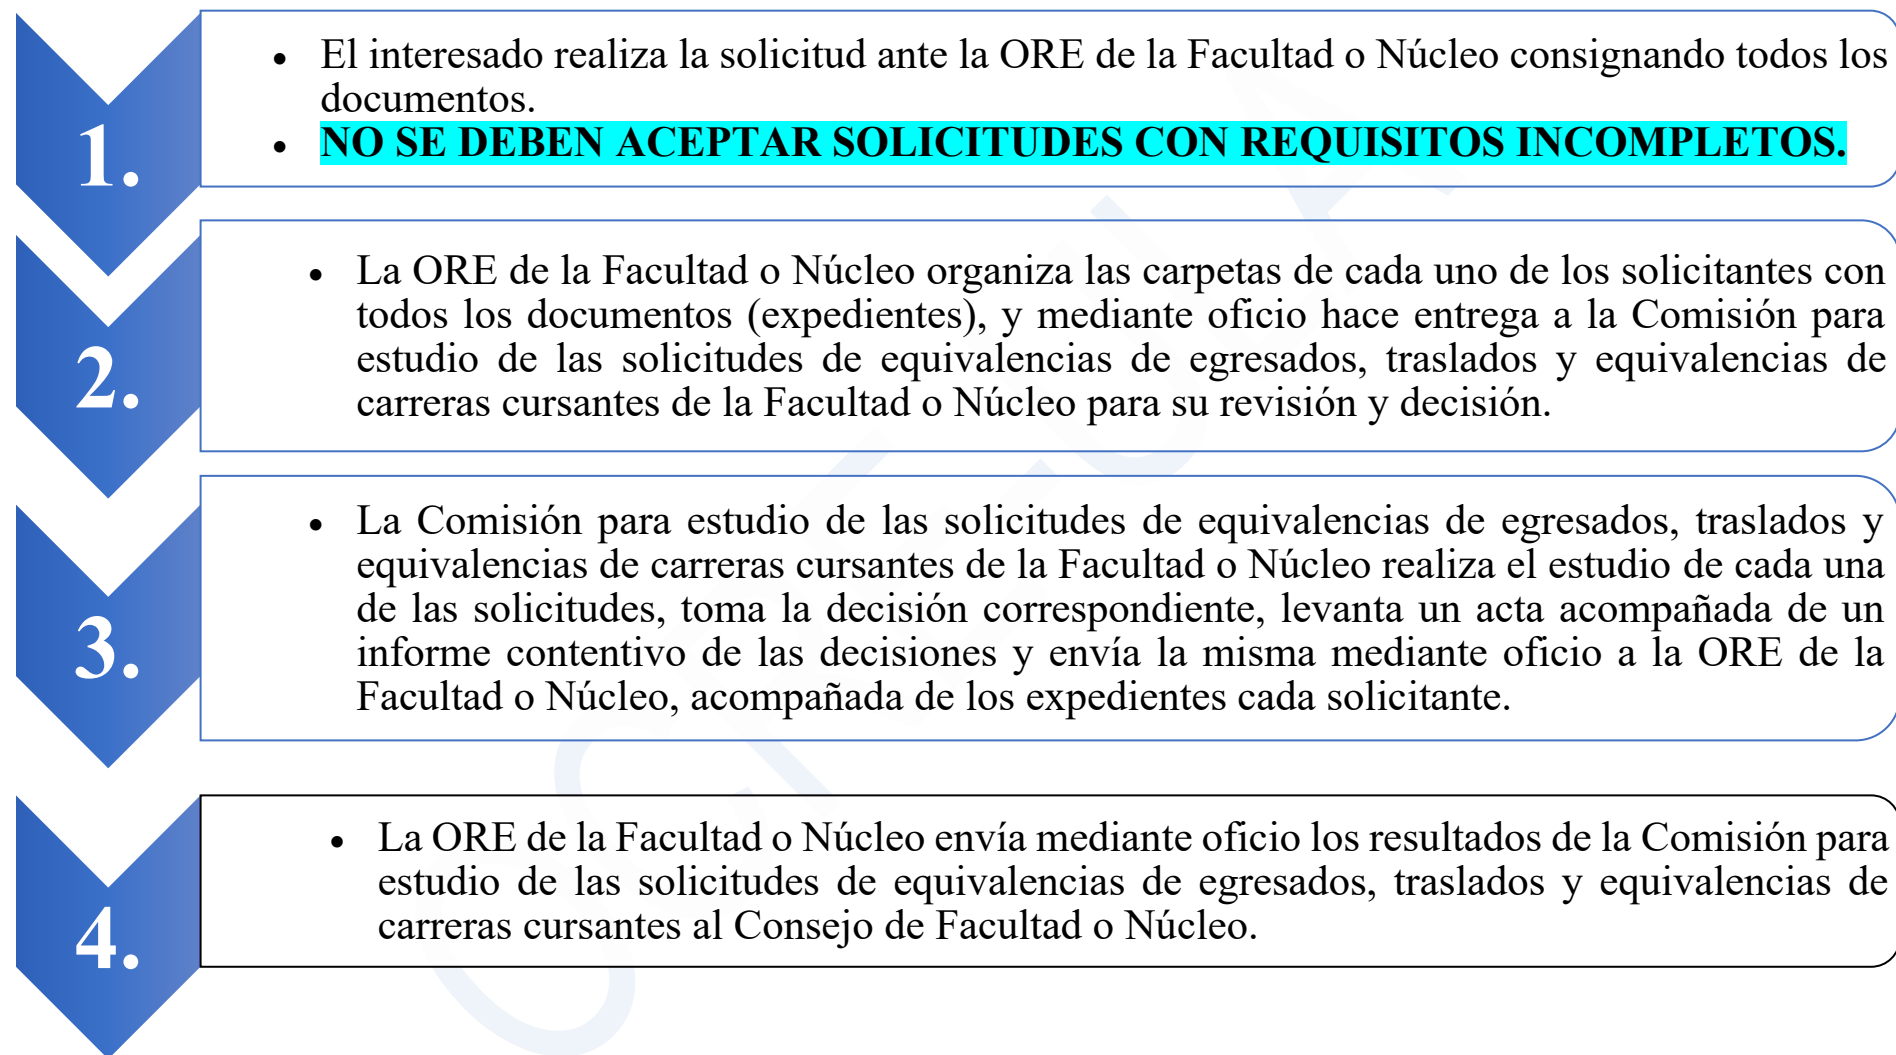 1.
• El interesado realiza la solicitud ante la ORE de la Facultad o Núcleo consignando todos los
documentos.
• NO SE DEBEN ACEPTAR SOLICITUDES CON REQUISITOS INCOMPLETOS.
2.
• La ORE de la Facultad o Núcleo organiza las carpetas de cada uno de los solicitantes con
todos los documentos (expedientes), y mediante oficio hace entrega a la Comisión para
estudio de las solicitudes de equivalencias de egresados, traslados y equivalencias de
carreras cursantes de la Facultad o Núcleo para su revisión y decisión.
3.
• La Comisión para estudio de las solicitudes de equivalencias de egresados, traslados y
equivalencias de carreras cursantes de la Facultad o Núcleo realiza el estudio de cada una
de las solicitudes, toma la decisión correspondiente, levanta un acta acompañada de un
informe contentivo de las decisiones y envía la misma mediante oficio a la ORE de la
Facultad o Núcleo, acompañada de los expedientes cada solicitante.
4.
• La ORE de la Facultad o Núcleo envía mediante oficio los resultados de la Comisión para
estudio de las solicitudes de equivalencias de egresados, traslados y equivalencias de
carreras cursantes al Consejo de Facultad o Núcleo.